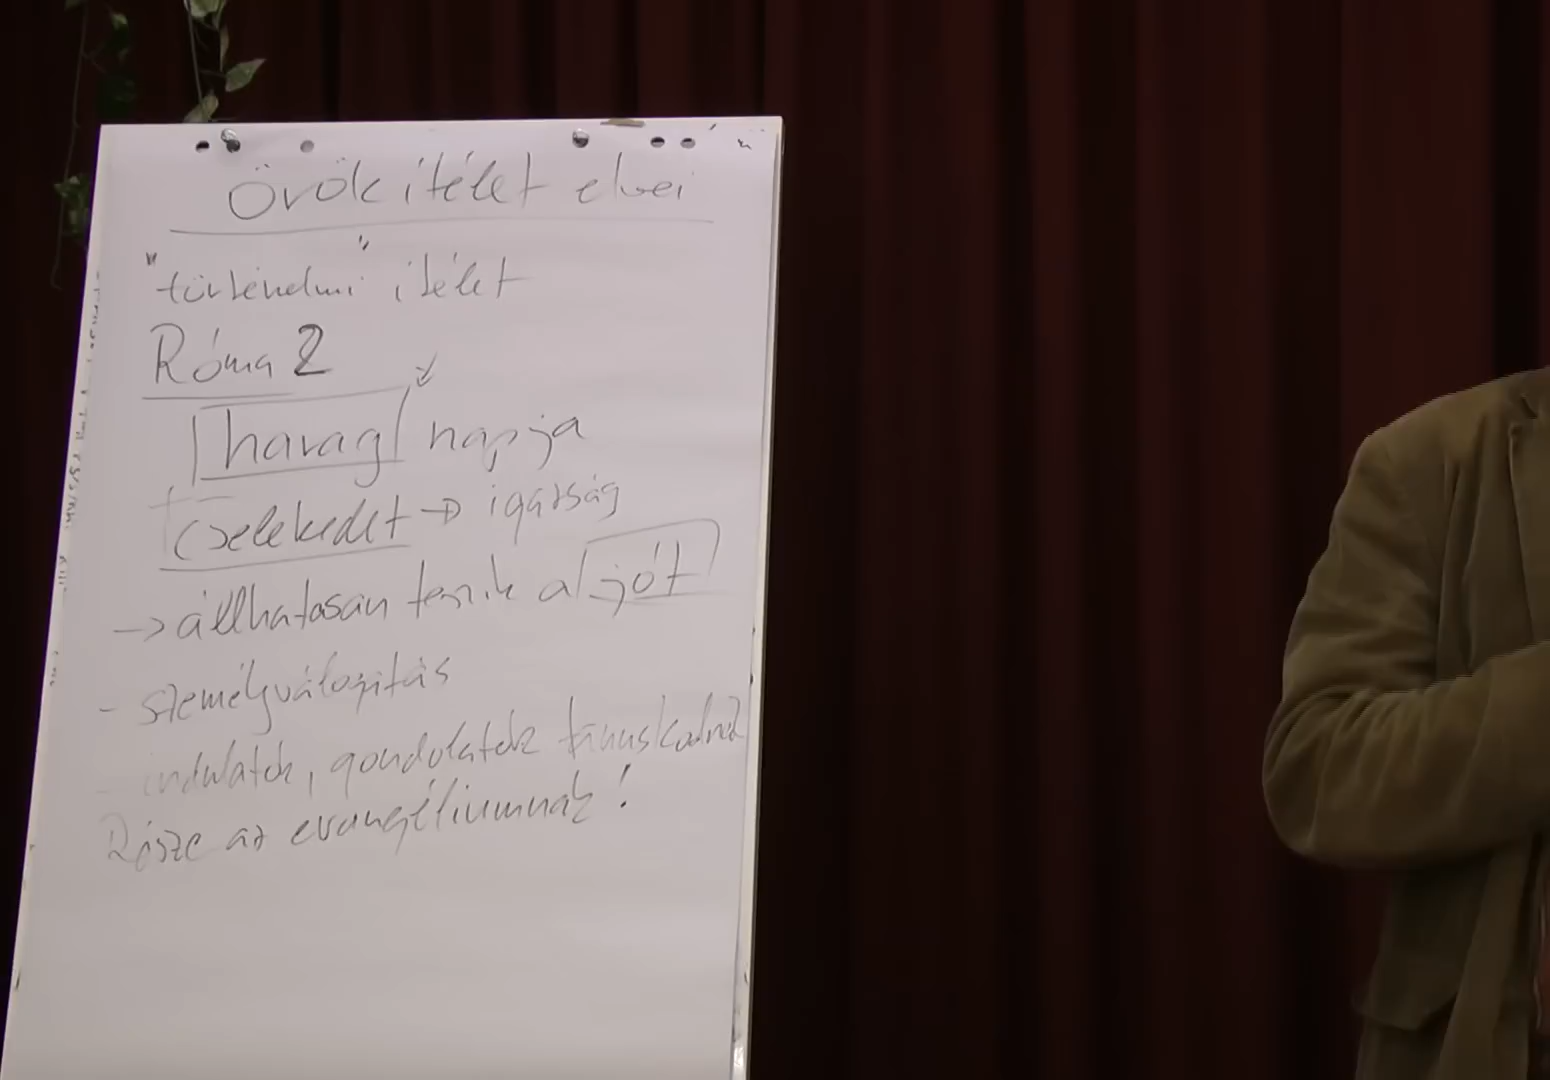 Örök ítélet elvei
"történelmi" ítélet
Róma 2
harag napja
cselekedet → igazság
→ állhatatosan teszik a jót
- személyválogatás
- indulatok, gondolatok tanuskodnak
Része az evangéliumnak!